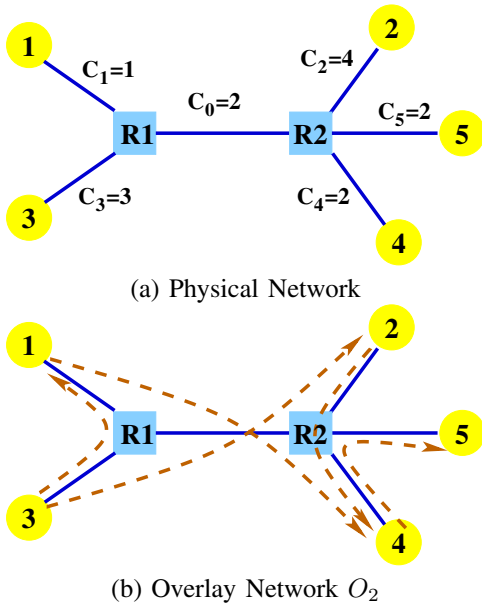 1
2
C1=1
C2=4
C0=2
C5=2
R1
R2
5
C3=3
C4=2
3
4
(a) Physical Network
1
2
R1
R2
5
3
4
(b) Overlay Network O2